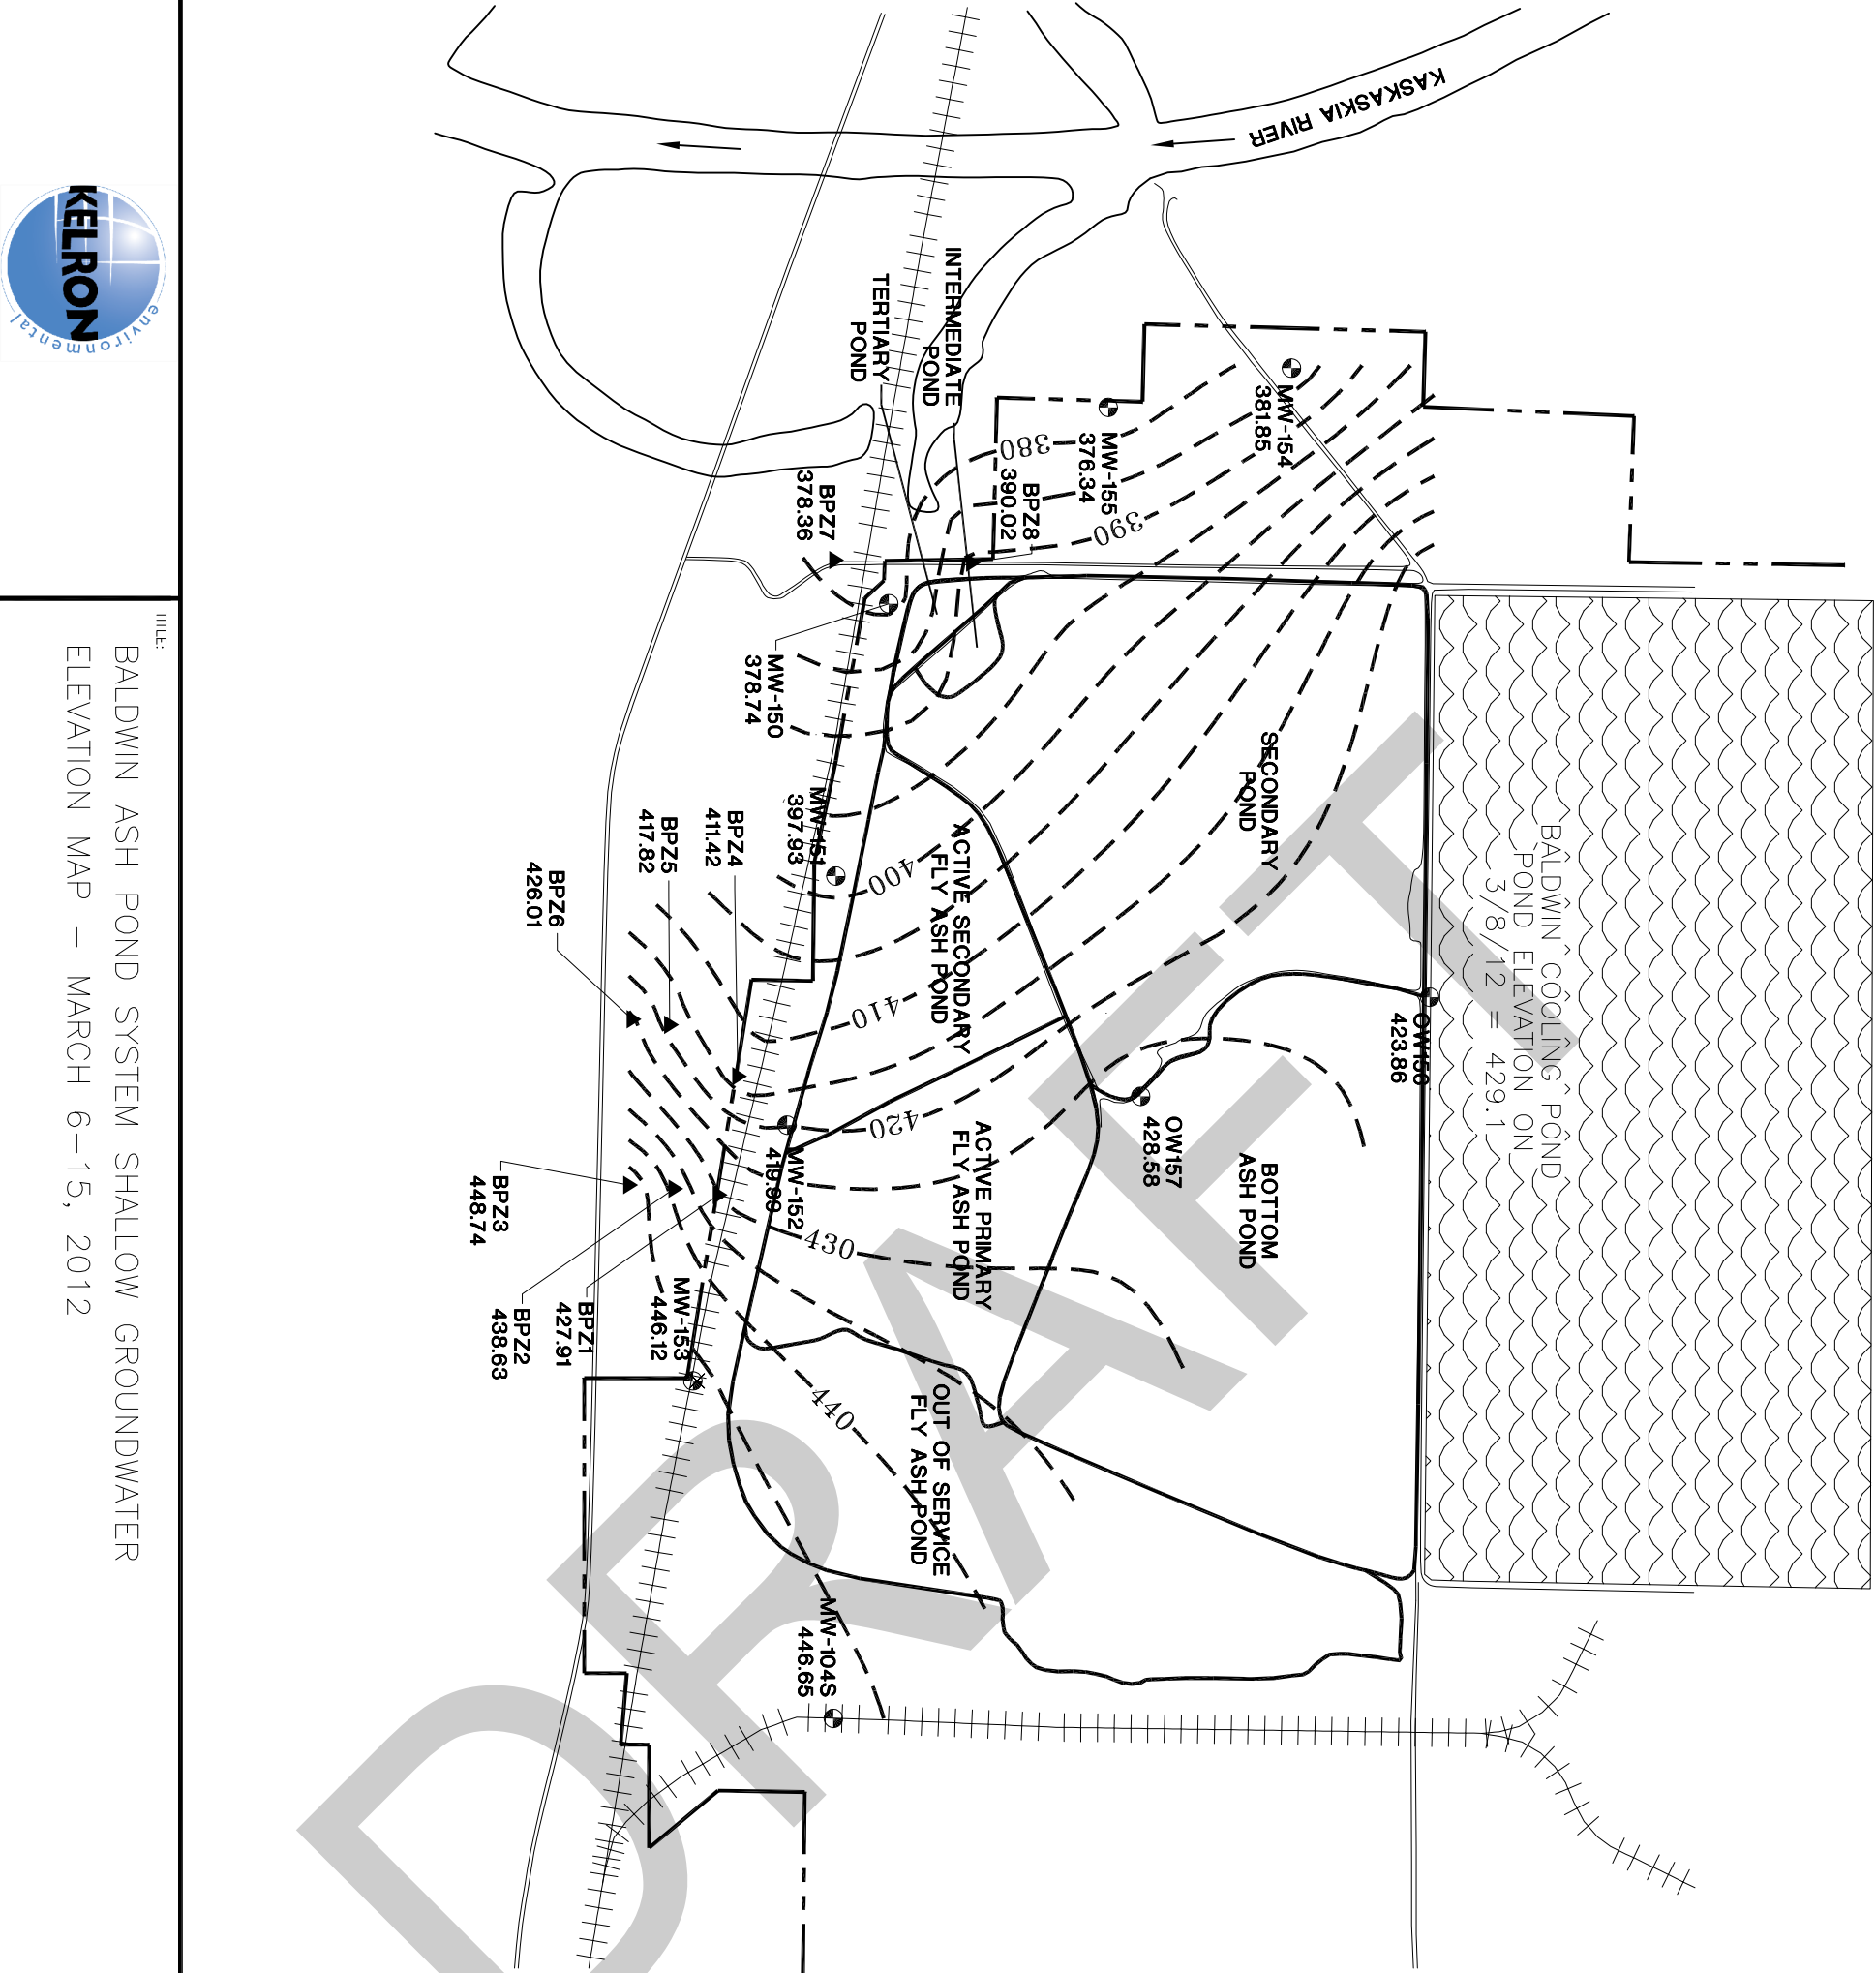 KASKASKIA RIVER
INTERMEDIATE
POND
TERTIARY
POND
MW-154
381.85
MW-155
376.34
BPZ8
390.02
BPZ7
378.36
MW-150
378.74
380
390
400
410
420
430
440
SECONDARY
POND
BALDWIN COOLING POND
POND ELEVATION ON
3/8/12 = 429.1
MW-151
397.93
BPZ4
411.42
BPZ5
417.82
BPZ6
426.01
ACTIVE SECONDARY
FLY ASH POND
OW156
423.86
OW157
428.58
BOTTOM
ASH POND
ACTIVE PRIMARY
FLY ASH POND
MW-152
419.99
BPZ3
448.74
BPZ2
438.63
BPZ1
427.91
MW-153
446.12
OUT OF SERVICE
FLY ASH POND
MW-104S
446.65
DRAFT
KELRON
environmental
TITLE:
BALDWIN ASH POND SYSTEM SHALLOW GROUNDWATER
ELEVATION MAP - MARCH 6-15, 2012